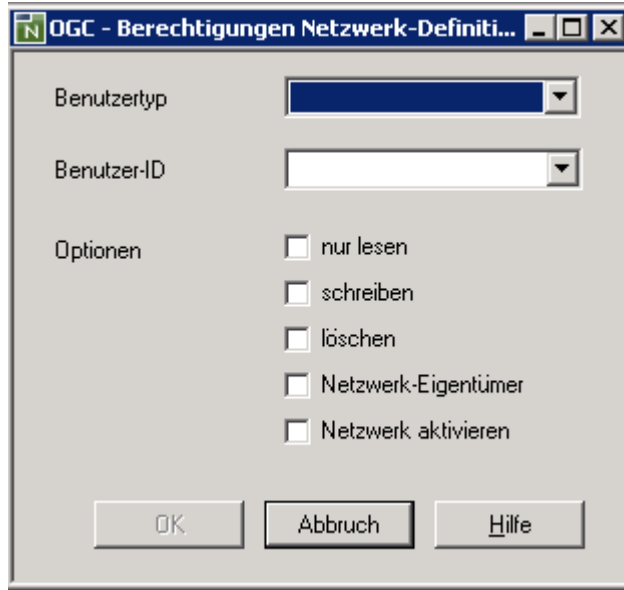 N OGC - Berechtigungen Netzwerk-Definiti...
Benutzertyp
Benutzer-ID
Optionen nur lesen
schreiben
löschen
Netzwerk-Eigentümer
Netzwerk aktivieren
OK Abbruch Hilfe